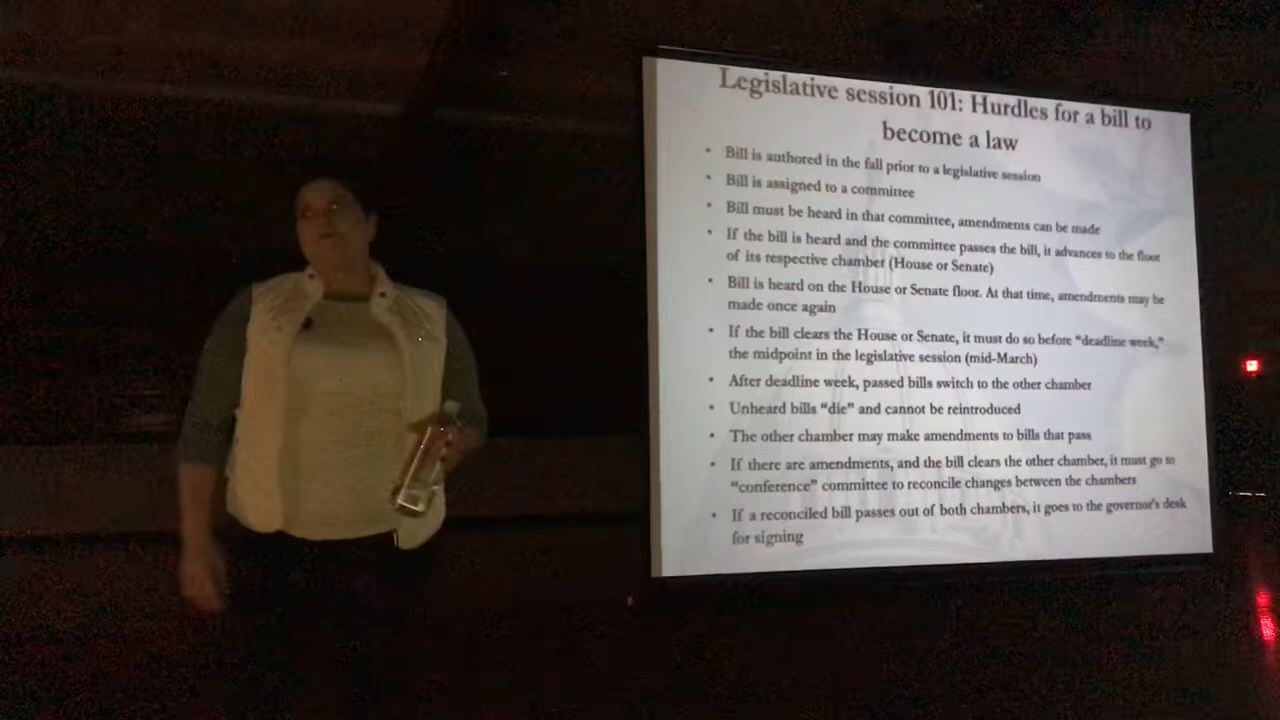 Legislative session 101: Hurdles for a bill to
become a law
• Bill is authored in the fall prior to a legislative session
• Bill is assigned to a committee
• Bill must be heard in that committee, amendments can be made
• If the bill is heard and the committee passes the bill, it advances to the floor
of its respective chamber (House or Senate)
• Bill is heard on the House or Senate floor. At that time, amendments may be
made once again
• If the bill clears the House or Senate, it must do so before “deadline week,”
the midpoint in the legislative session (mid-March)
• After deadline week, passed bills switch to the other chamber
• Unheard bills “die” and cannot be reintroduced
• The other chamber may make amendments to bills that pass
• If there are amendments, and the bill clears the other chamber, it must go to
“conference” committee to reconcile changes between the chambers
• If a reconciled bill passes out of both chambers, it goes to the governor’s desk
for signing